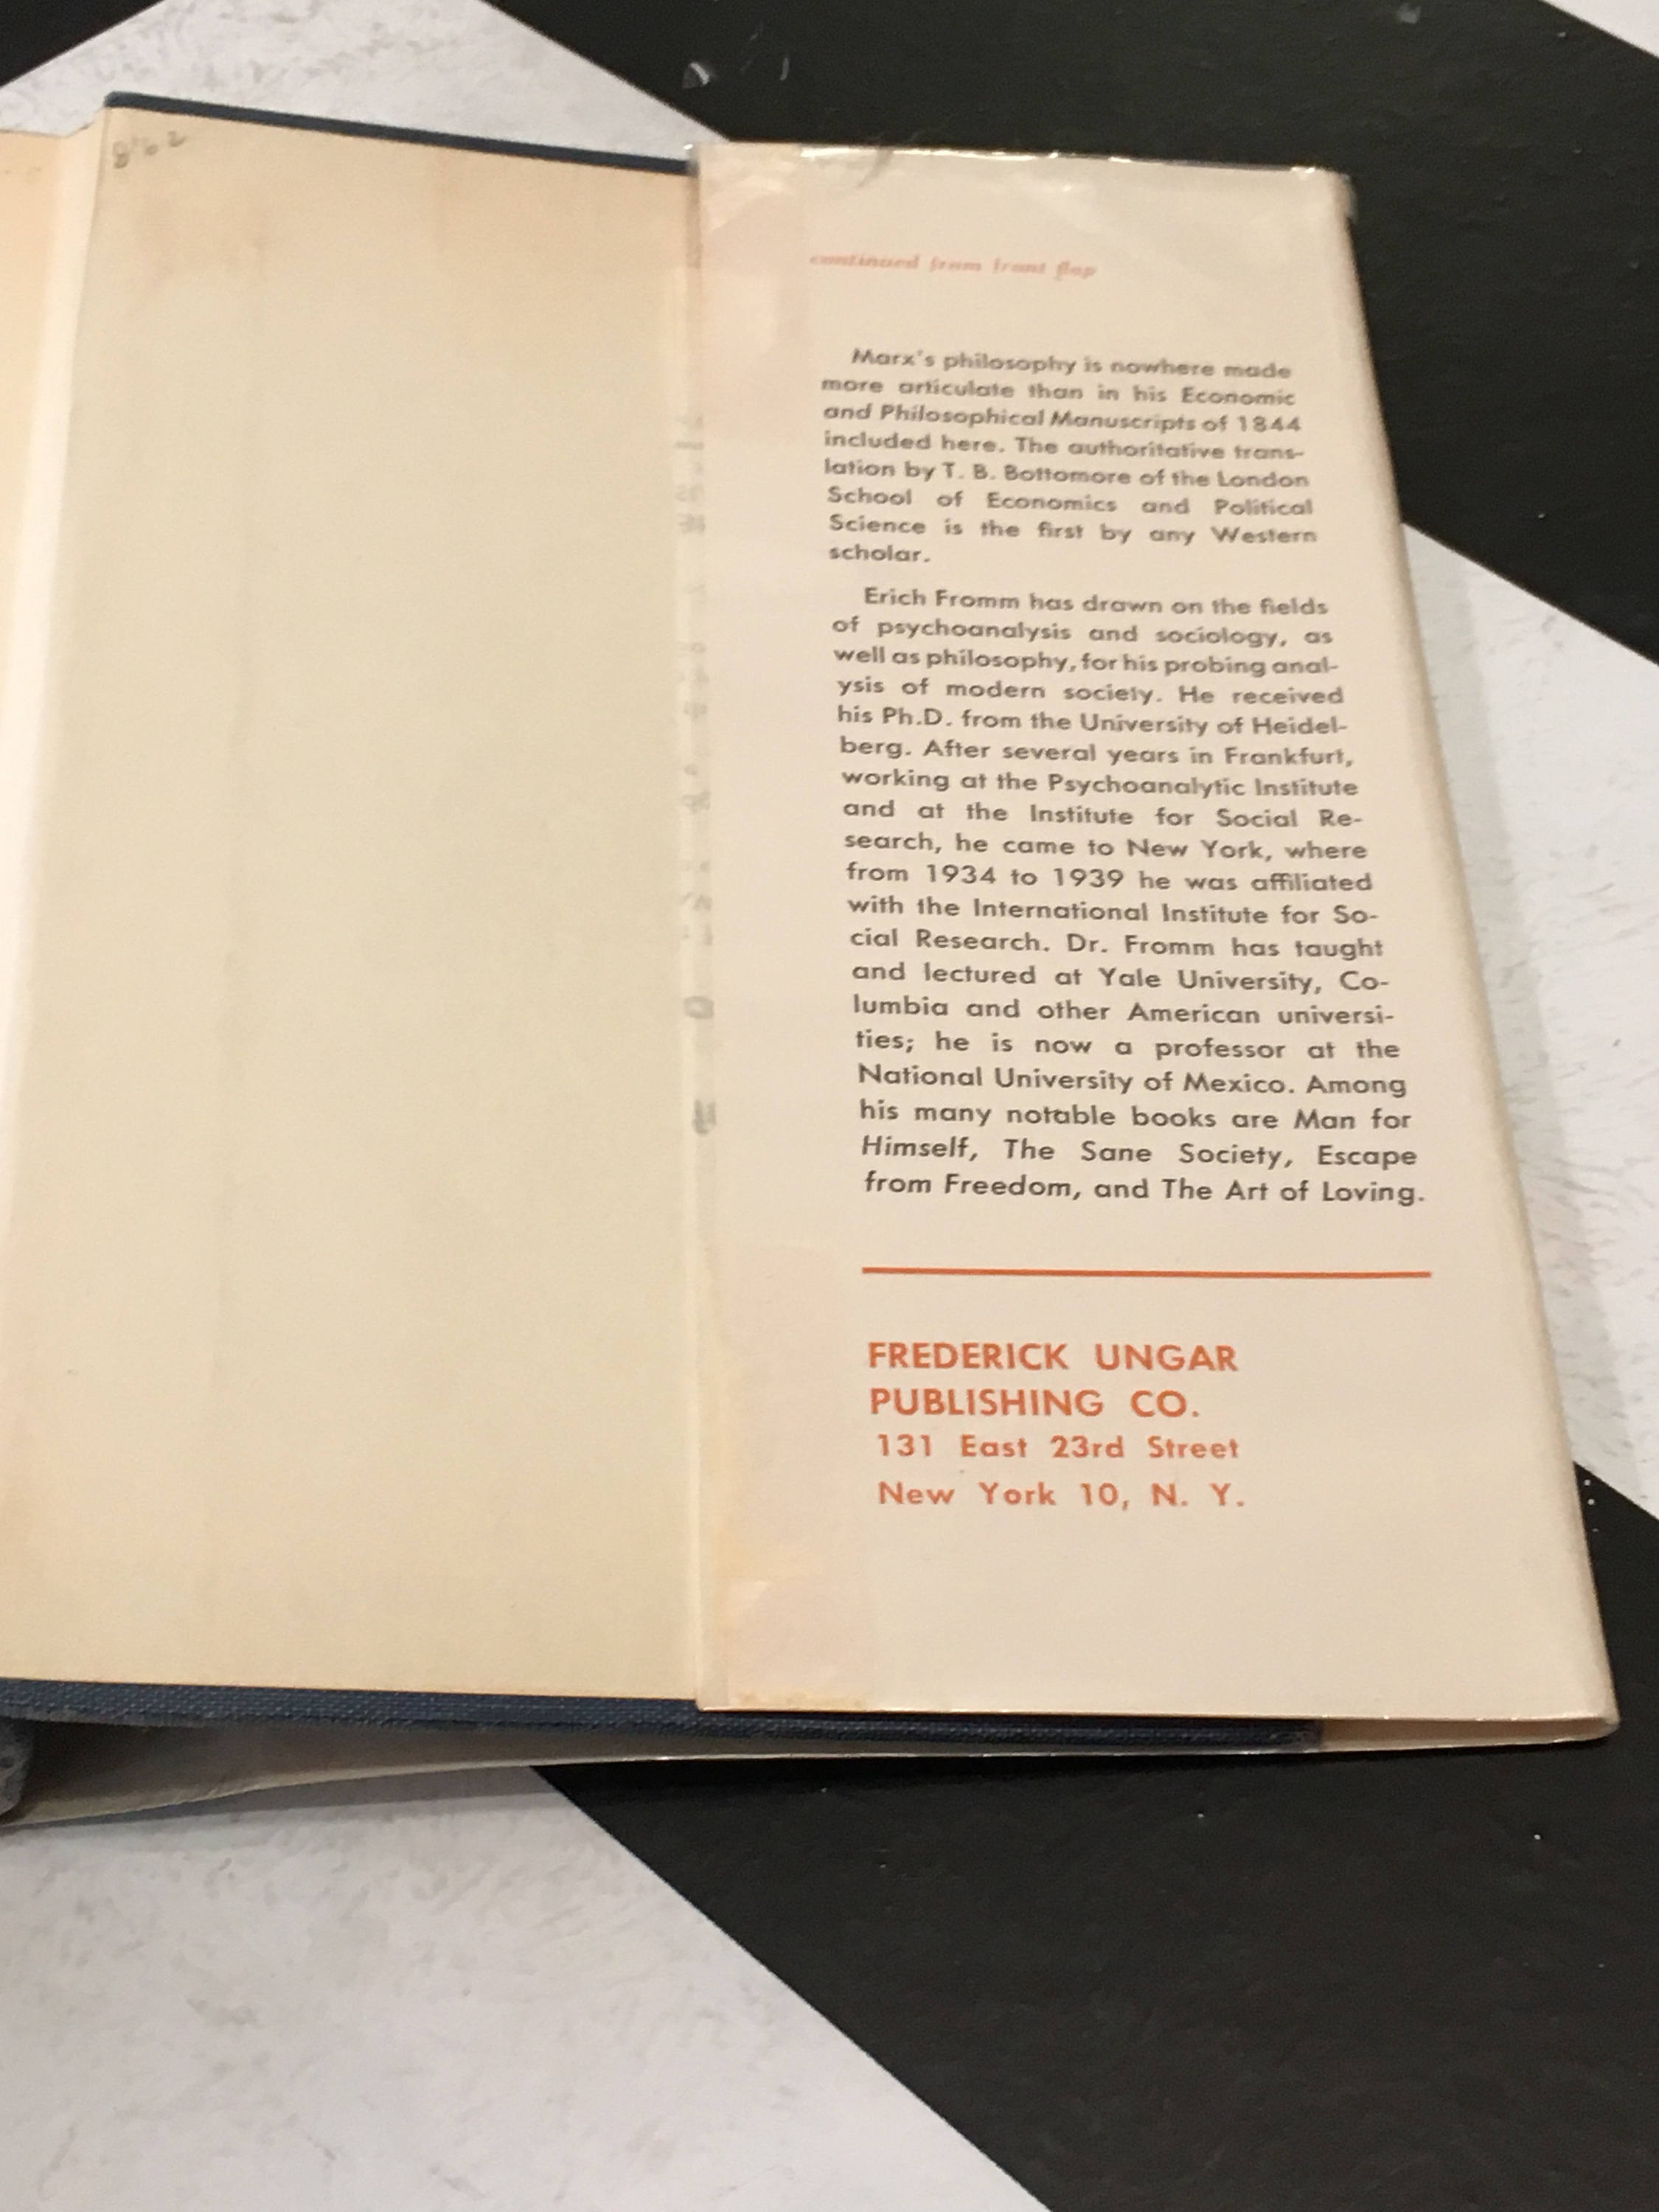 continued from front flap
Marx's philosophy is nowhere made
more articulate than in his Economic
and Philosophical Manuscripts of 1844
included here. The authoritative trans-
lation by T. B. Bottomore of the London
School of Economics and Political
Science is the first by any Western
scholar.
Erich Fromm has drawn on the fields
of psychoanalysis and sociology, as
well as philosophy, for his probing anal-
ysis of modern society. He received
his Ph.D. from the University of Heidel-
berg. After several years in Frankfurt,
working at the Psychoanalytic Institute
and at the Institute for Social Re-
search, he came to New York, where
from 1934 to 1939 he was affiliated
with the International Institute for So-
cial Research. Dr. Fromm has taught
and lectured at Yale University, Co-
lumbia and other American universi-
ties; he is now a professor at the
National University of Mexico. Among
his many notable books are Man for
Himself, The Sane Society, Escape
from Freedom, and The Art of Loving.
FREDERICK UNGAR
PUBLISHING CO.
131 East 23rd Street
New York 10, N. Y.